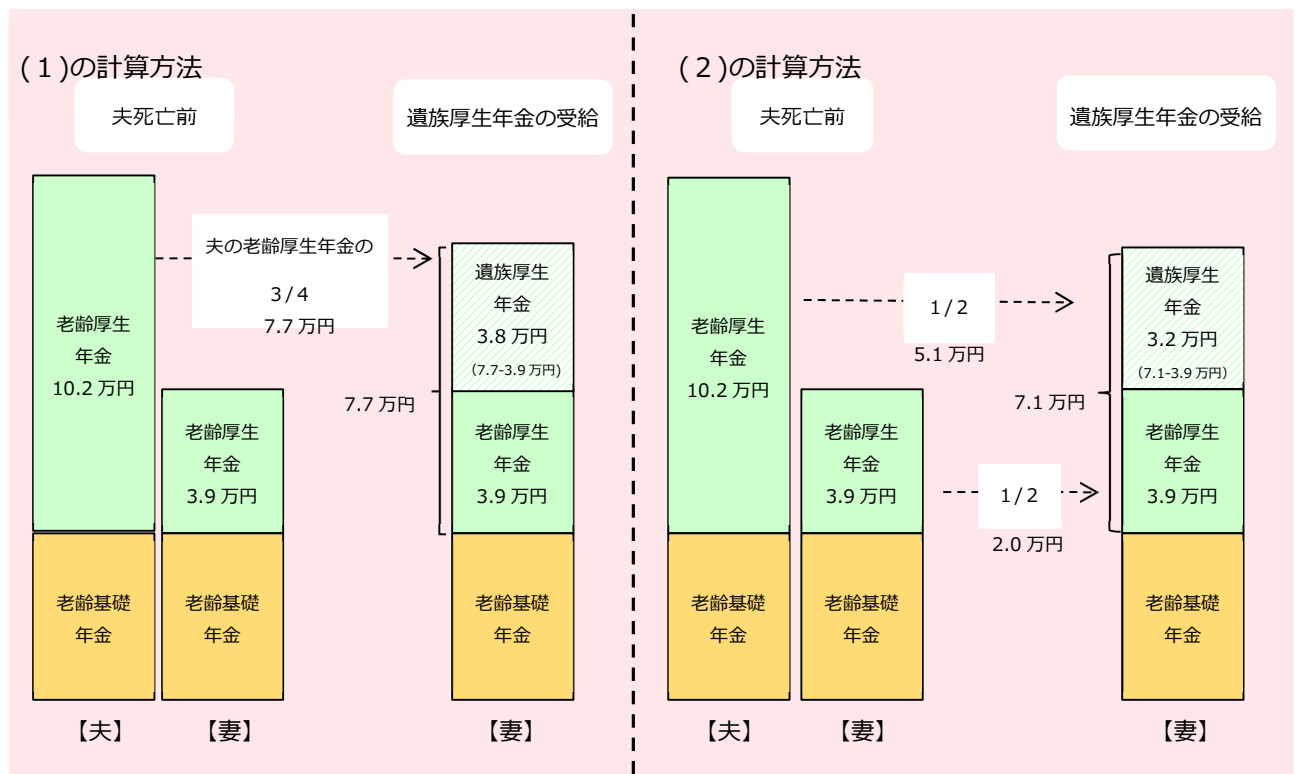 (１)の計算方法
夫死亡前
遺族厚生年金の受給
夫の老齢厚生年金の
3/4
7.7 万円
老齢厚生
年金
10.2 万円
老齢厚生
年金
3.9 万円
7.7 万円
遺族厚生
年金
3.8 万円
(7.7-3.9 万円)
老齢厚生
年金
3.9 万円
老齢基礎
年金
老齢基礎
年金
老齢基礎
年金
【夫】
【妻】
【妻】
(２)の計算方法
夫死亡前
遺族厚生年金の受給
老齢厚生
年金
10.2 万円
1/2
5.1 万円
老齢厚生
年金
3.9 万円
1/2
2.0 万円
7.1 万円
遺族厚生
年金
3.2 万円
(7.1-3.9 万円)
老齢厚生
年金
3.9 万円
老齢基礎
年金
老齢基礎
年金
老齢基礎
年金
【夫】
【妻】
【妻】